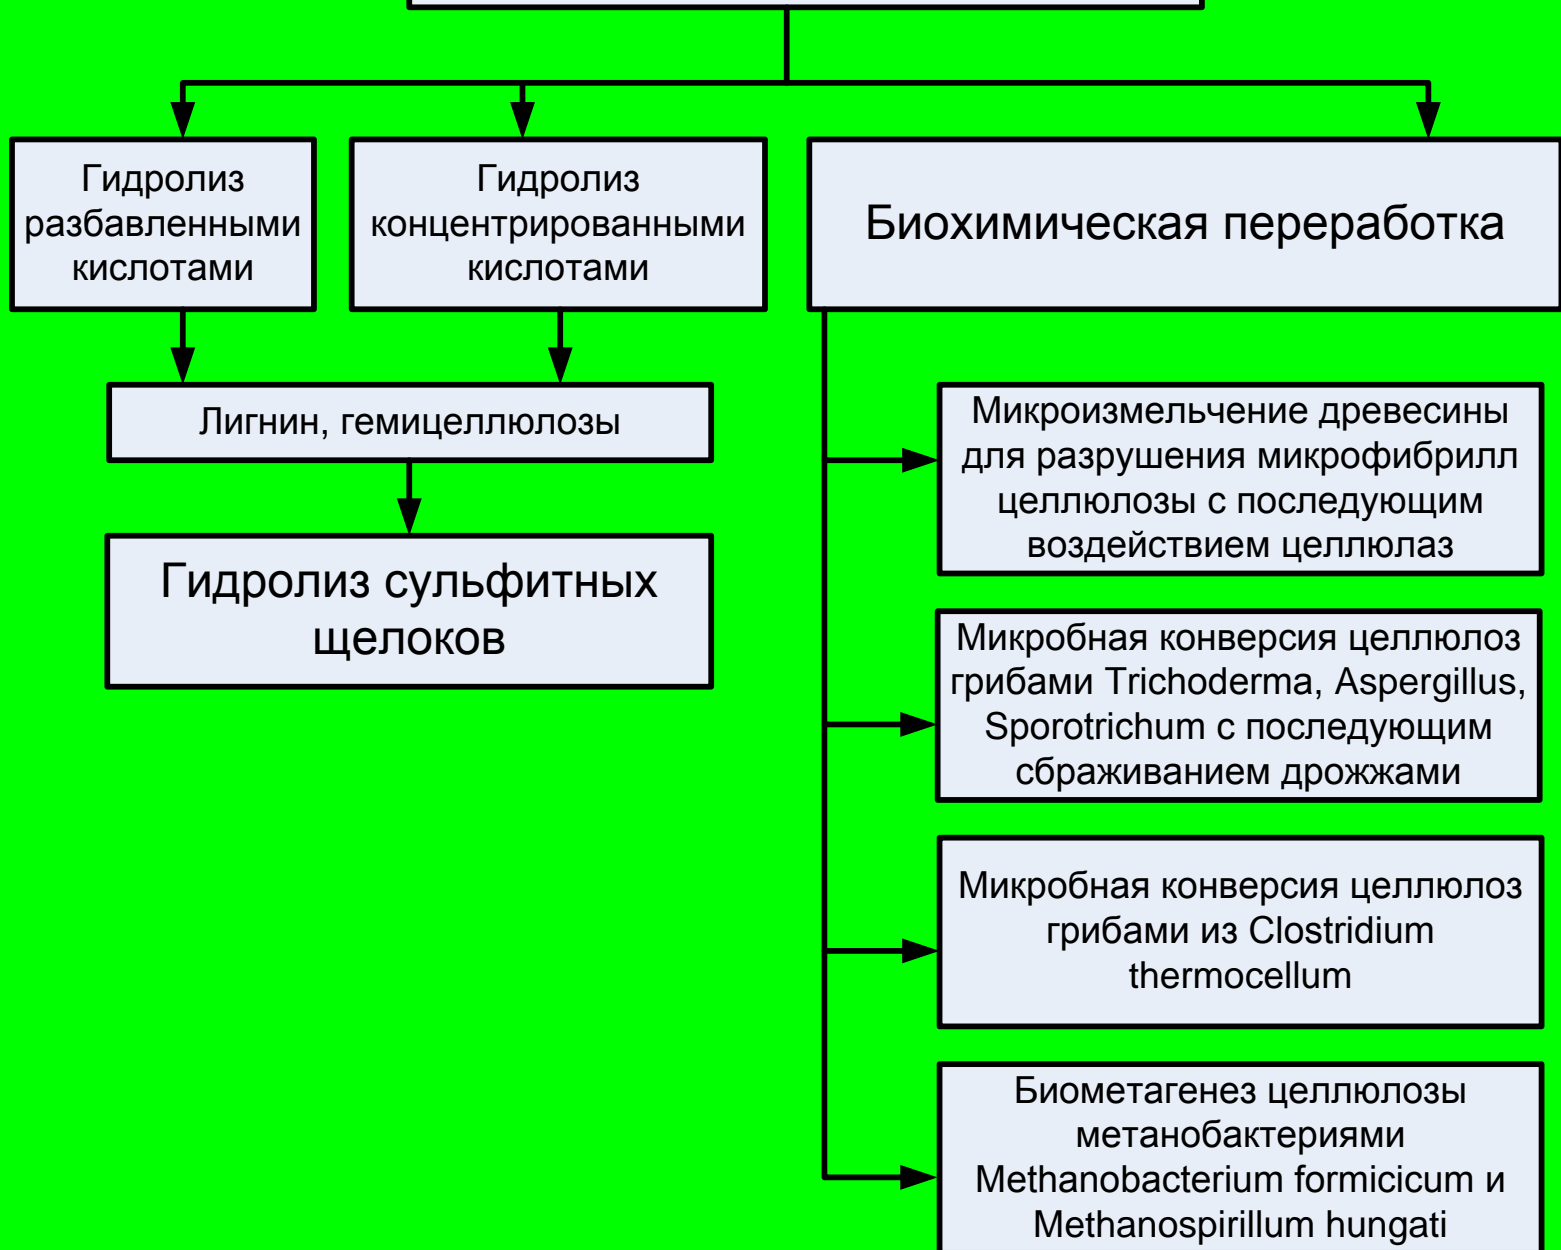 Гидролиз
разбавленными
кислотами
Гидролиз
концентрированными
кислотами
Биохимическая переработка
Лигнин, гемицеллюлозы
Гидролиз сульфитных
щелоков
Микроизмельчение древесины
для разрушения микрофибрилл
целлюлозы с последующим
воздействием целлюлаз
Микробная конверсия целлюлоз
грибами Trichoderma, Aspergillus,
Sporotrichum с последующим
сбраживанием дрожжами
Микробная конверсия целлюлоз
грибами из Clostridium
thermocellum
Биометагенез целлюлозы
метанобактериями
Methanobacterium formicicum и
Methanospirillum hungati